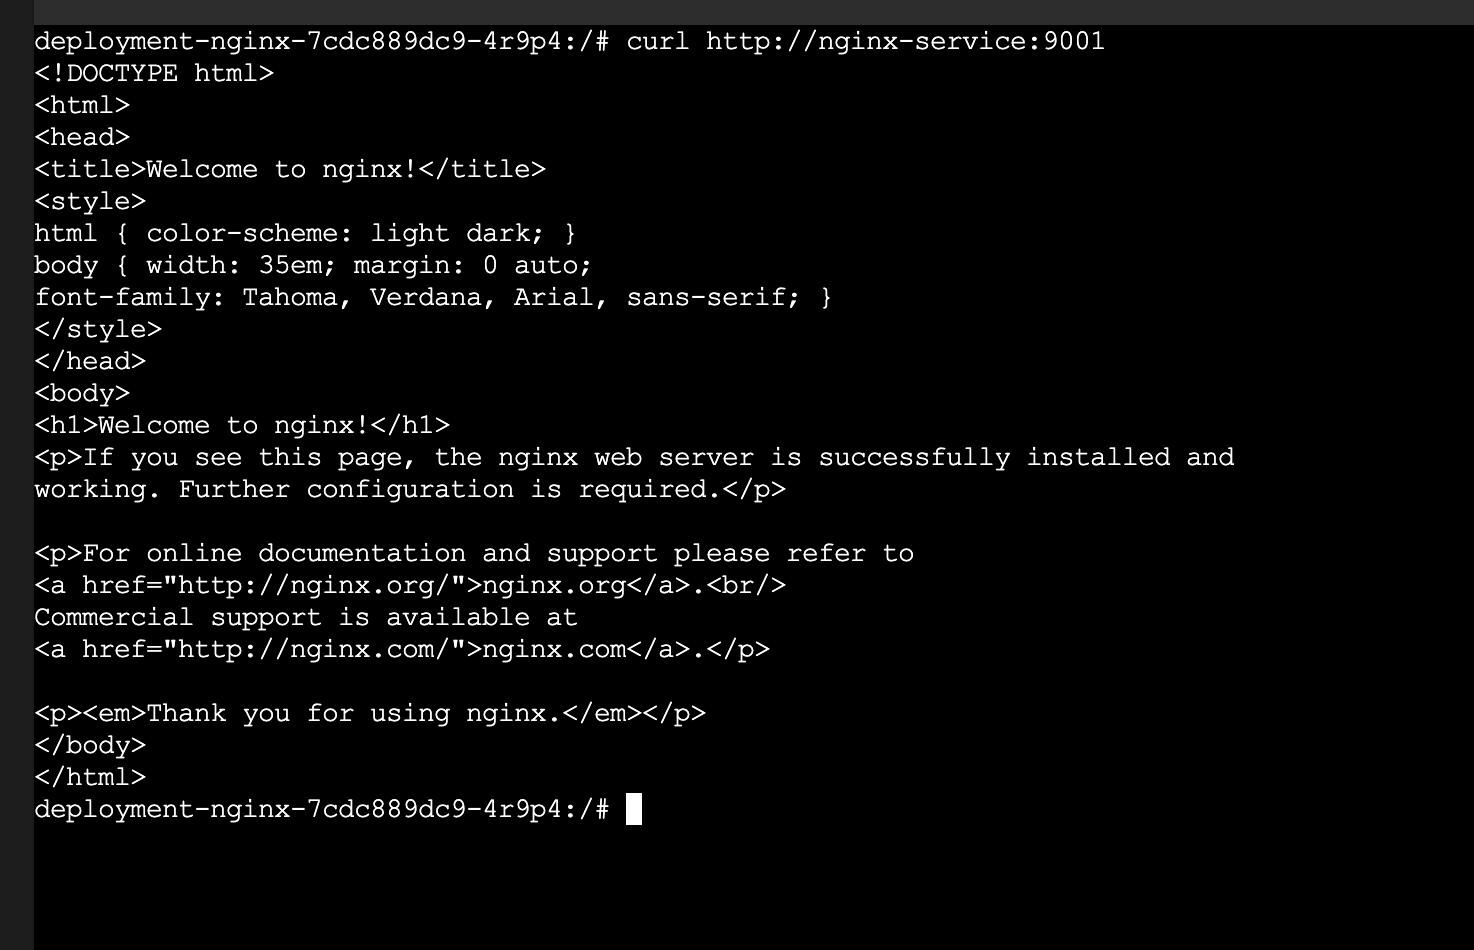 deployment-nginx-7cdc889dc9-4r9p4:/# curl http://nginx-service:9001
<!DOCTYPE html>
<html>
<head>
<title>Welcome to nginx!</title>
<style>
html { color-scheme: light dark; }
body { width: 35em; margin: 0 auto;
font-family: Tahoma, Verdana, Arial, sans-serif; }
</style>
</head>
<body>
<h1>Welcome to nginx!</h1>
<p>If you see this page, the nginx web server is successfully installed and
working. Further configuration is required.</p>

<p>For online documentation and support please refer to
<a href="http://nginx.org/">nginx.org</a>.<br/>
Commercial support is available at
<a href="http://nginx.com/">nginx.com</a>.</p>

<p><em>Thank you for using nginx.</em></p>
</body>
</html>
deployment-nginx-7cdc889dc9-4r9p4:/#